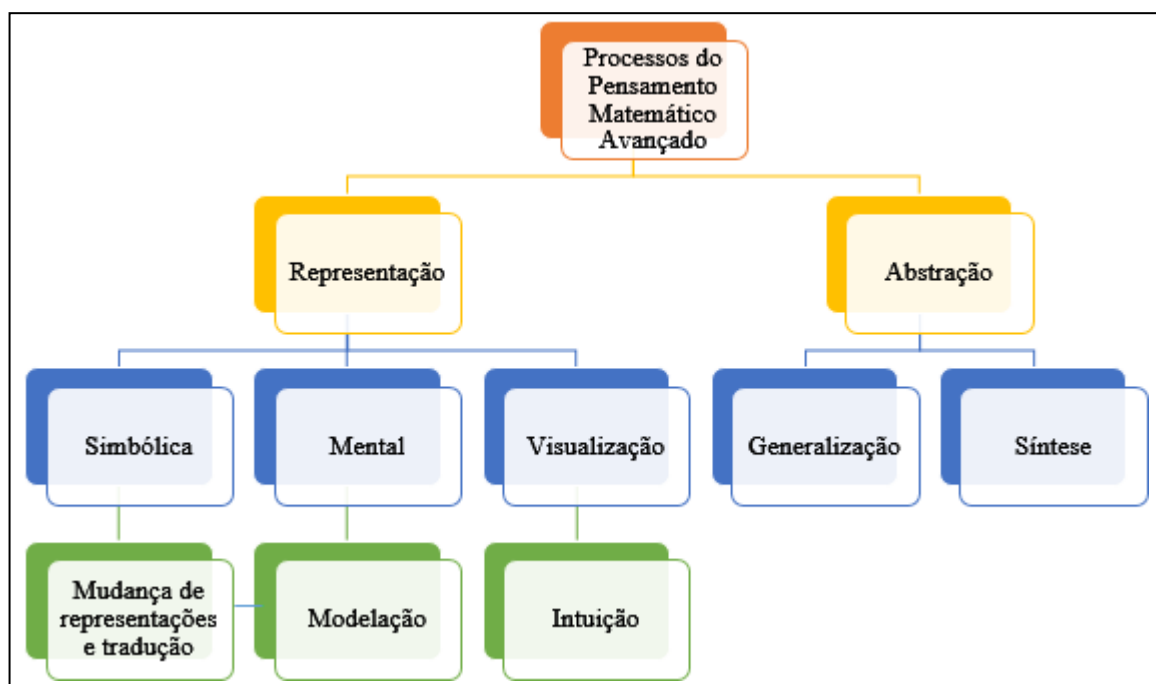 Processos do
Pensamento
Matemático
Avançado
Representação
Abstração
Simbólica
Mental
Visualização
Generalização
Síntese
Mudança de
representações
e tradução
Modelação
Intuição